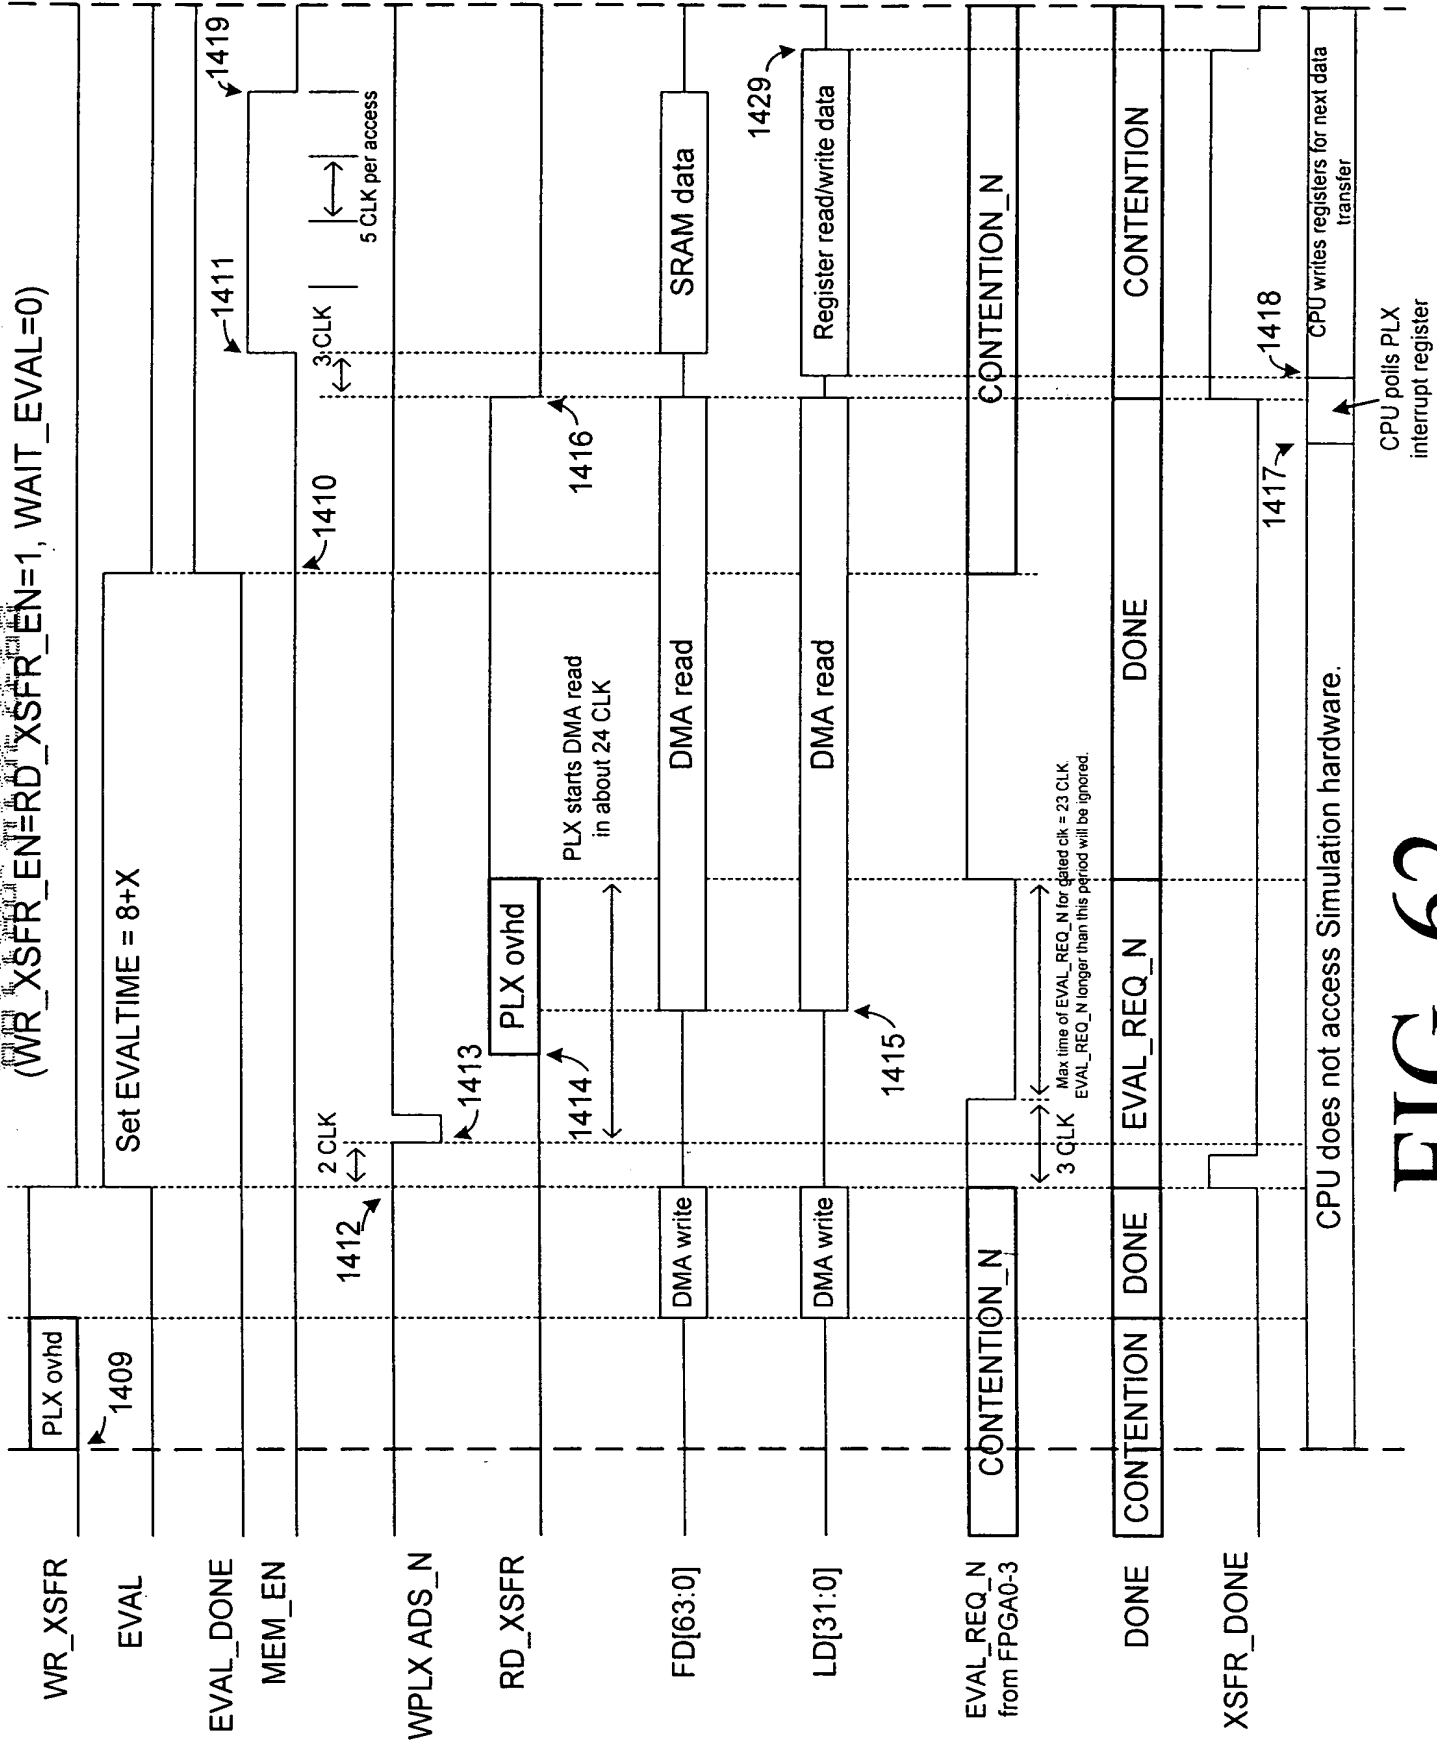 (WR_XSFR_EN=RD_XSFR_EN=1, WAIT_EVAL=0)
WR_XSFR
PLX ovhd
1409
EVAL
Set EVALTIME = 8+X
EVAL_DONE
MEM_EN
1410
1411
1419
3 CLK
5 CLK per access
WPLX ADS_N
1412
2 CLK
1413
RD_XSFR
1414
PLX ovhd
PLX starts DMA read
in about 24 CLK
1416
FD[63:0]
DMA write
DMA read
SRAM data
LD[31:0]
DMA write
1415
DMA read
Register read/write data
1429
EVAL_REQ_N
from FPGA0-3
CONTENTION_N
3 CLK
Max time of EVAL_REQ_N for gated clk = 23 CLK
EVAL_REQ_N longer than this period will be ignored.
CONTENTION_N
DONE
CONTENTION
DONE
EVAL_REQ_N
DONE
CONTENTION
XSFR_DONE
1417
1418
CPU does not access Simulation hardware.
CPU polls PLX
interrupt register
CPU writes registers for next data
transfer